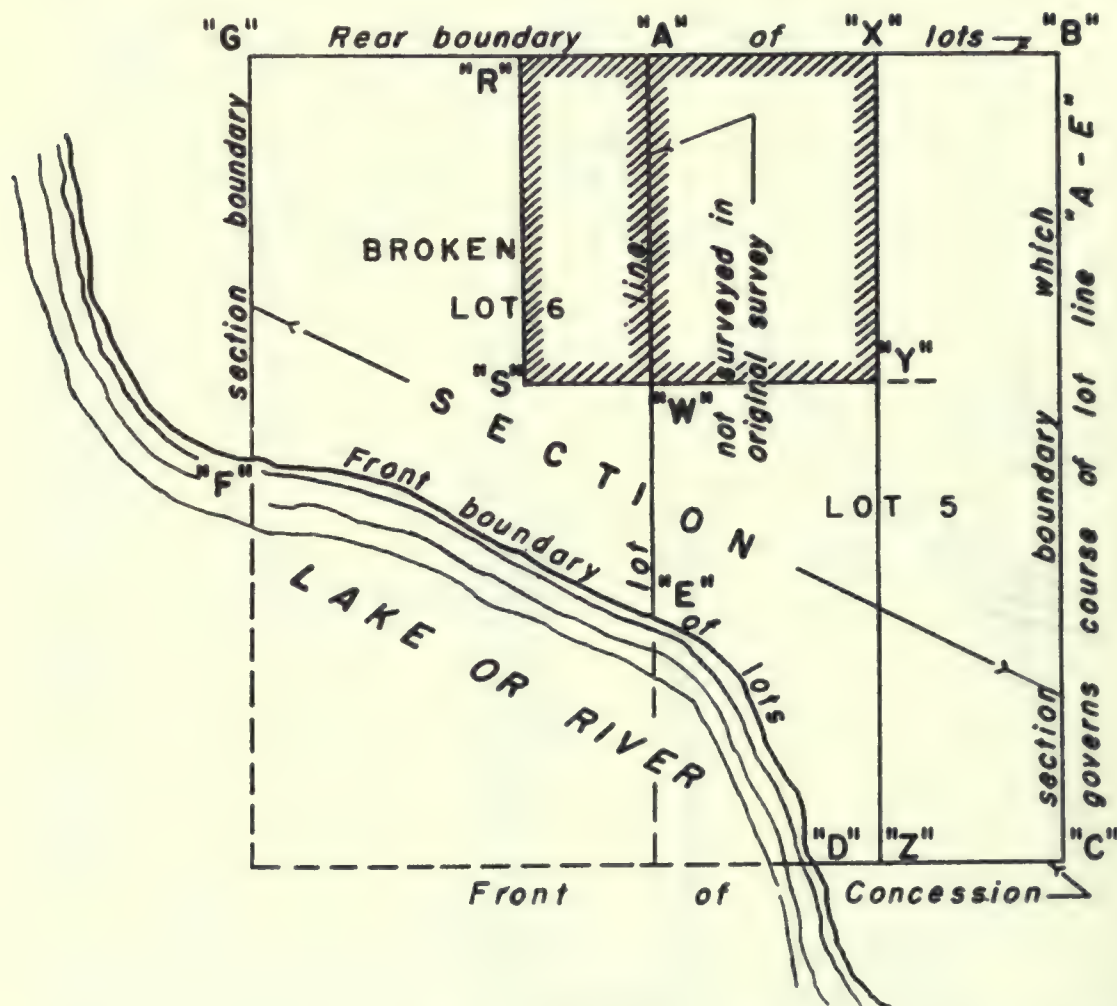 "G" Rear boundary "A" of "X" lots "B"
"R"
section boundary
BROKEN
LOT 6
line
not surveyed in
original survey
"S"
"W"
"Y"
SECTION
"F"
Front boundary of lots
lot
"E"
LOT 5
LAKE OR RIVER
section boundary which
governs course of lot line "A-E"
"D" "Z" "C"
Front of Concession